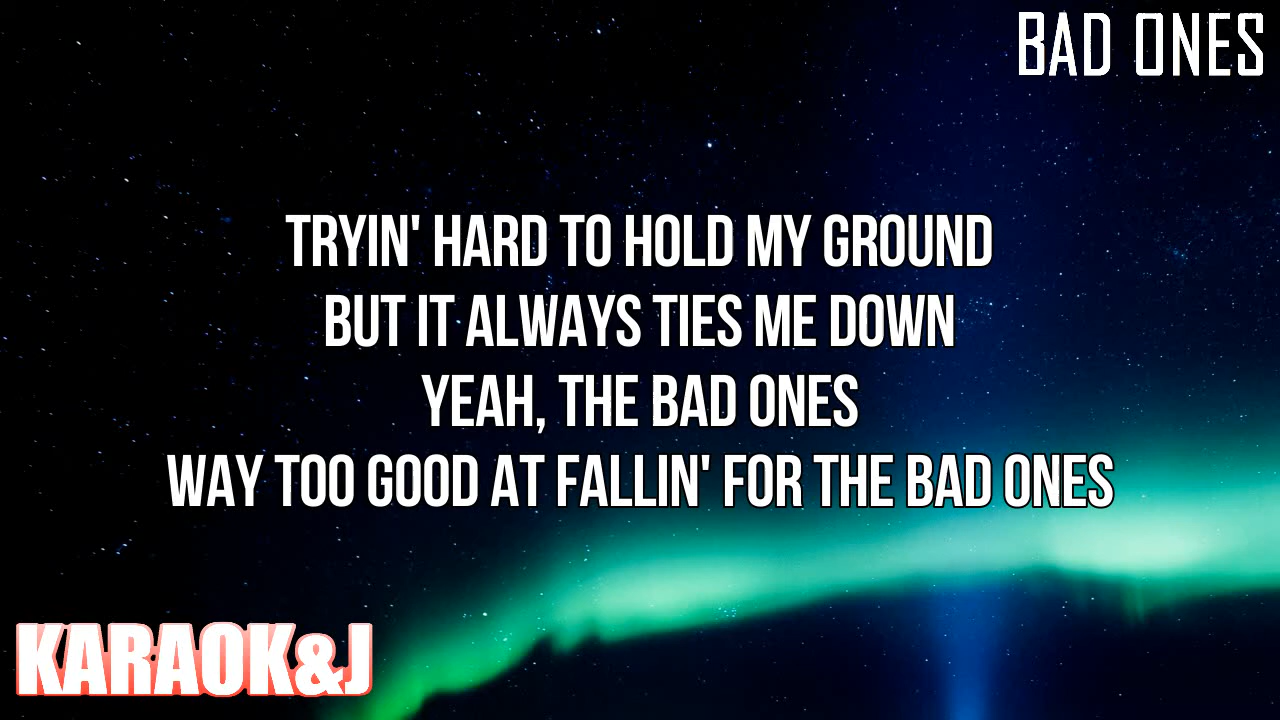 BAD ONES
TRYIN' HARD TO HOLD MY GROUND
BUT IT ALWAYS TIES ME DOWN
YEAH, THE BAD ONES
WAY TOO GOOD AT FALLIN' FOR THE BAD ONES
KARAOK&J